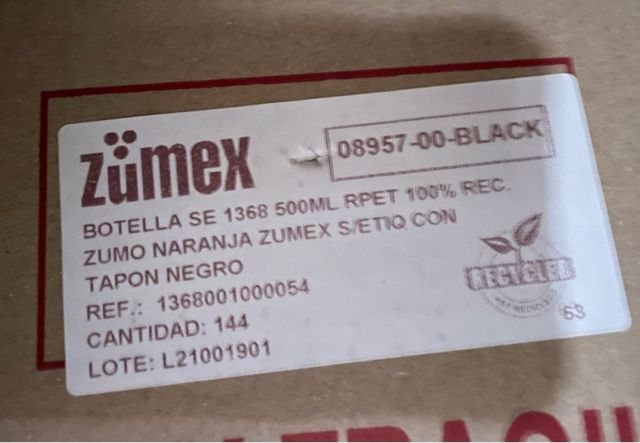 Zümex
08957-00-BLACK
BOTELLA SE 1368 500ML RPET 100% REC.
ZUMO NARANJA ZUMEX S/ETIQ CON
TAPON NEGRO
REF.: 1368001000054
CANTIDAD: 144
LOTE: L21001901
RECYCLED
63